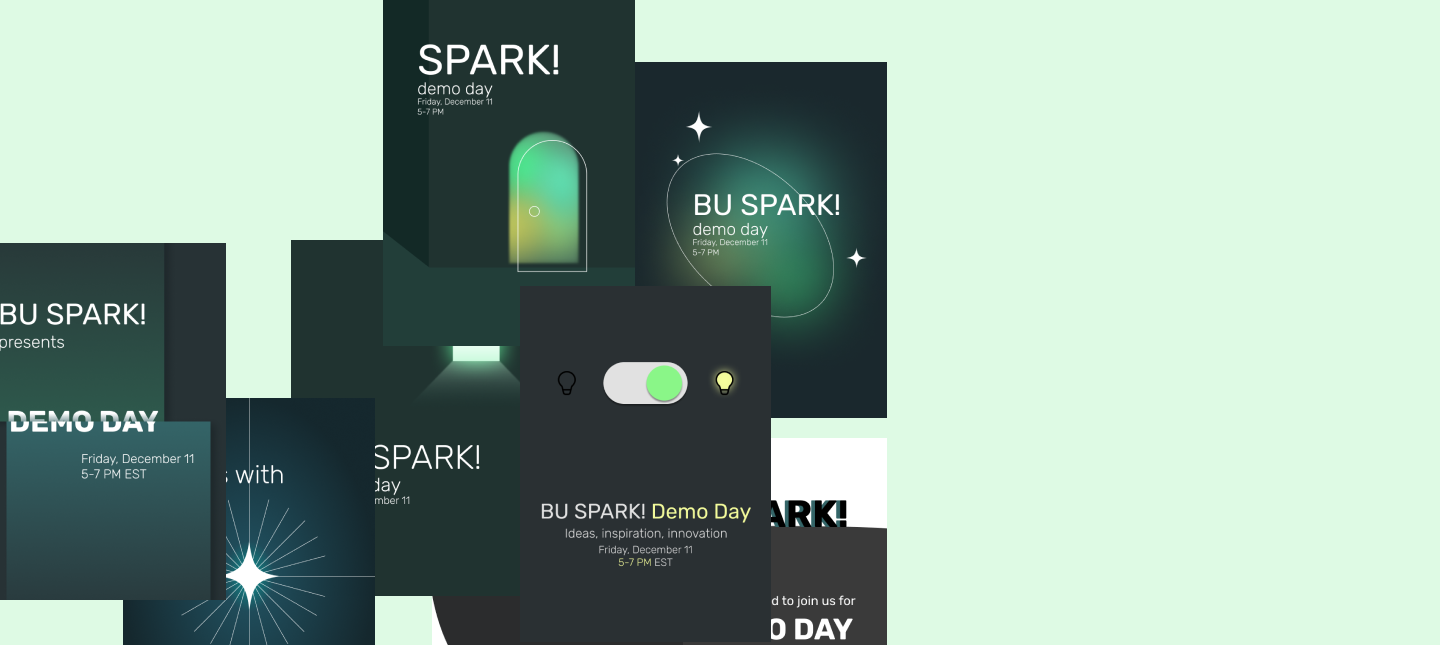 SPARK!
demo day
Friday, December 11
5-7 PM
BU SPARK!
demo day
Friday, December 11
5-7 PM
BU SPARK!
presents
DEMO DAY
Friday, December 11
5-7 PM EST
with
SPARK!
day
11
BU SPARK! Demo Day
Ideas, inspiration, innovation
Friday, December 11
5-7 PM EST
ARK!
to join us for
DAY